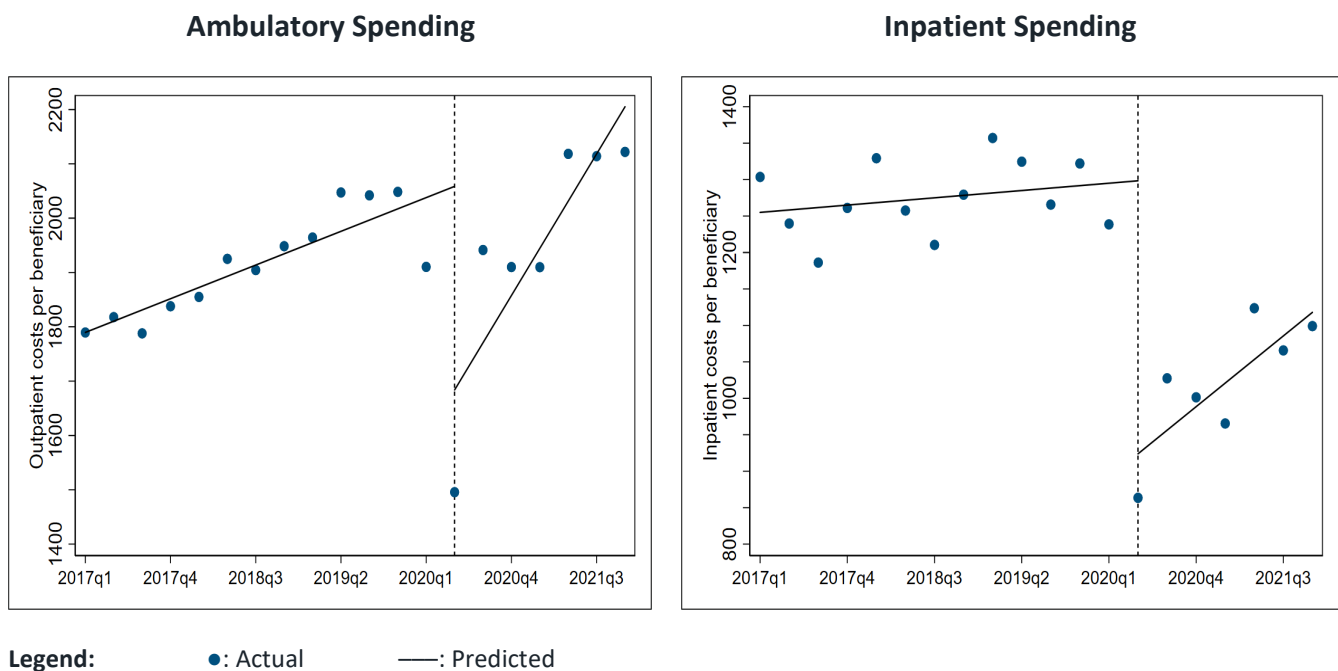 Ambulatory Spending
Inpatient Spending
Outpatient costs per beneficiary
2200
2000
1800
1600
1400
2017q1 2017q4 2018q3 2019q2 2020q1 2020q4 2021q3
Inpatient costs per beneficiary
1400
1200
1000
800
2017q1 2017q4 2018q3 2019q2 2020q1 2020q4 2021q3
Legend: : Actual : Predicted